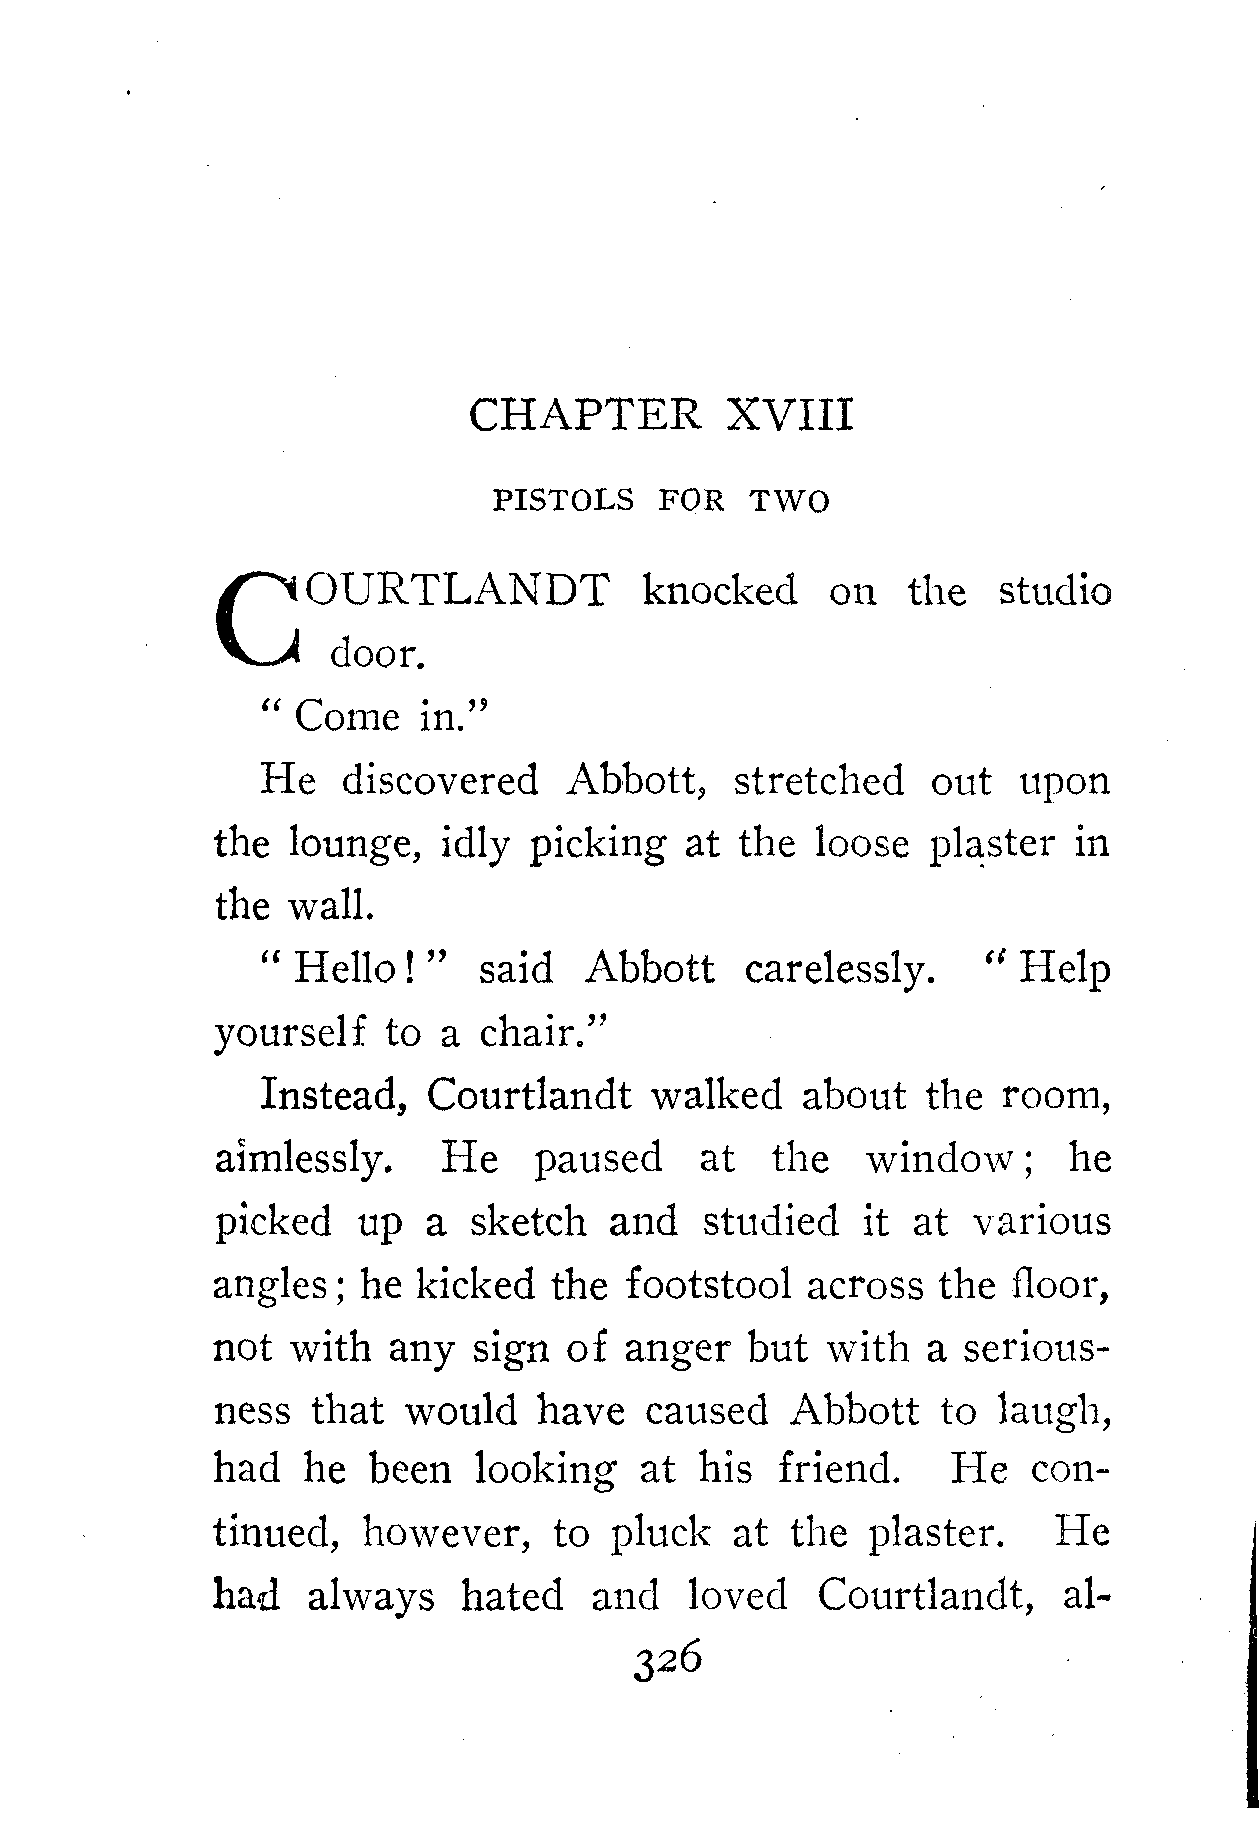 CHAPTER XVIII
PISTOLS FOR TWO
COURTLANDT knocked on the studio
door.
" Come in."
He discovered Abbott, stretched out upon
the lounge, idly picking at the loose plaster in
the wall.
" Hello! " said Abbott carelessly. " Help
yourself to a chair."
Instead, Courtlandt walked about the room,
aimlessly. He paused at the window; he
picked up a sketch and studied it at various
angles; he kicked the footstool across the floor,
not with any sign of anger but with a serious-
ness that would have caused Abbott to laugh,
had he been looking at his friend. He con-
tinued, however, to pluck at the plaster. He
had always hated and loved Courtlandt, al-
326